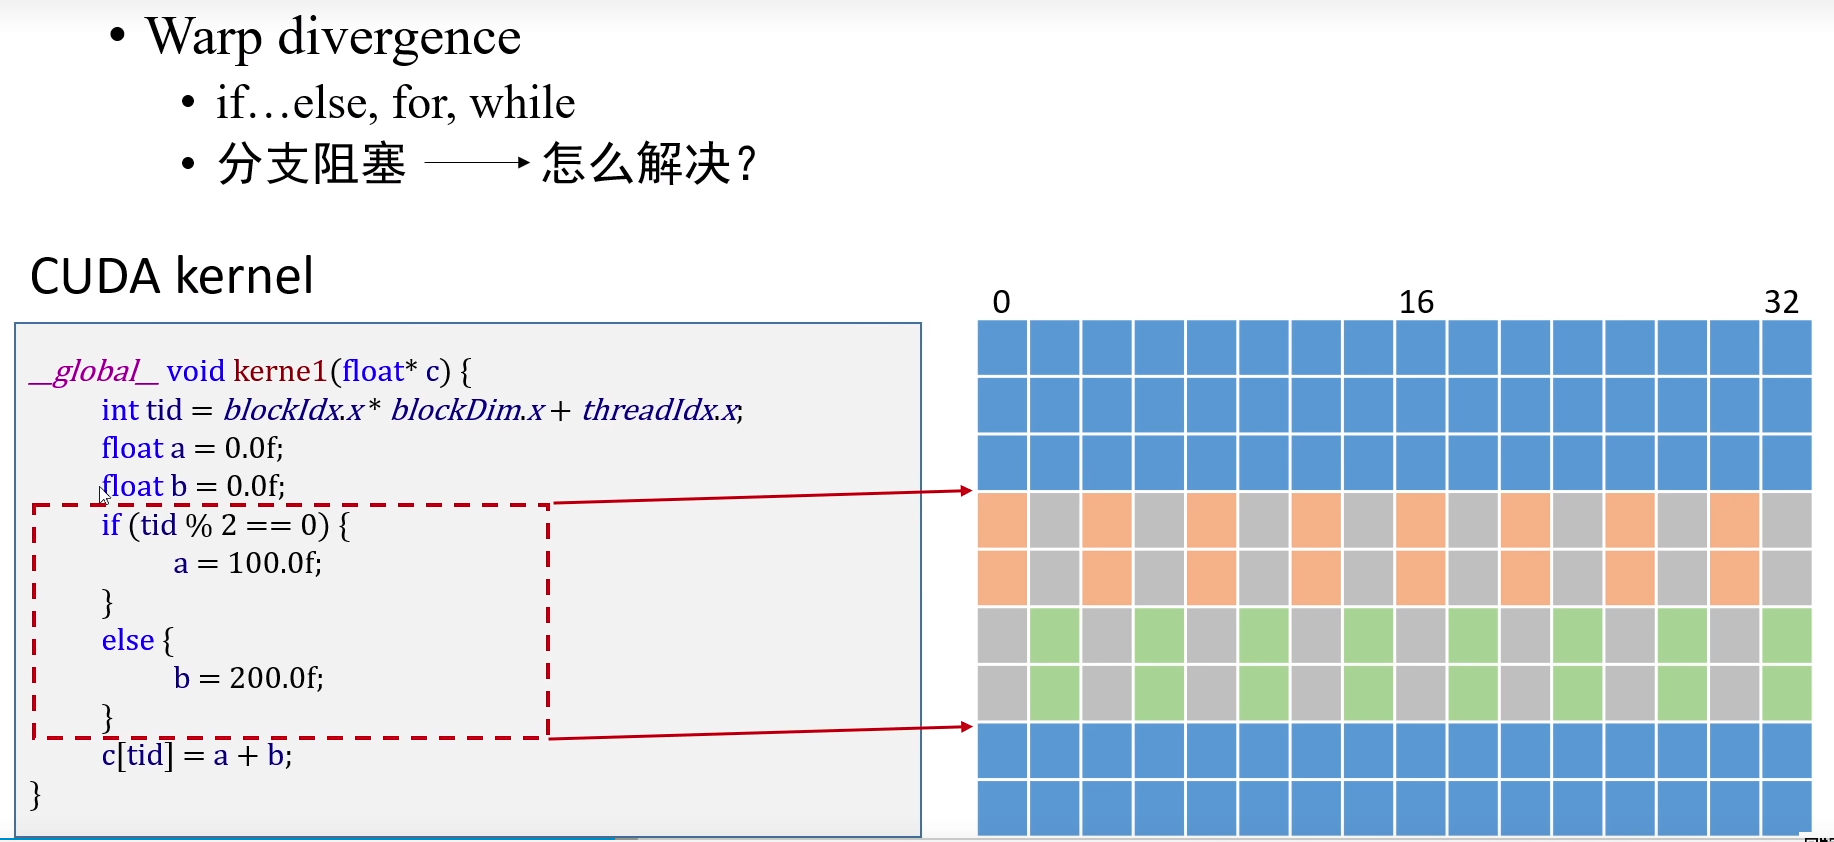 • Warp divergence
• if…else, for, while
• 分支阻塞 怎么解决?
CUDA kernel
0 16 32
__global__ void kerne1(float* c) {
int tid = blockIdx.x * blockDim.x + threadIdx.x;
float a = 0.0f;
float b = 0.0f;
if (tid % 2 == 0) {
a = 100.0f;
}
else {
b = 200.0f;
}
c[tid] = a + b;
}